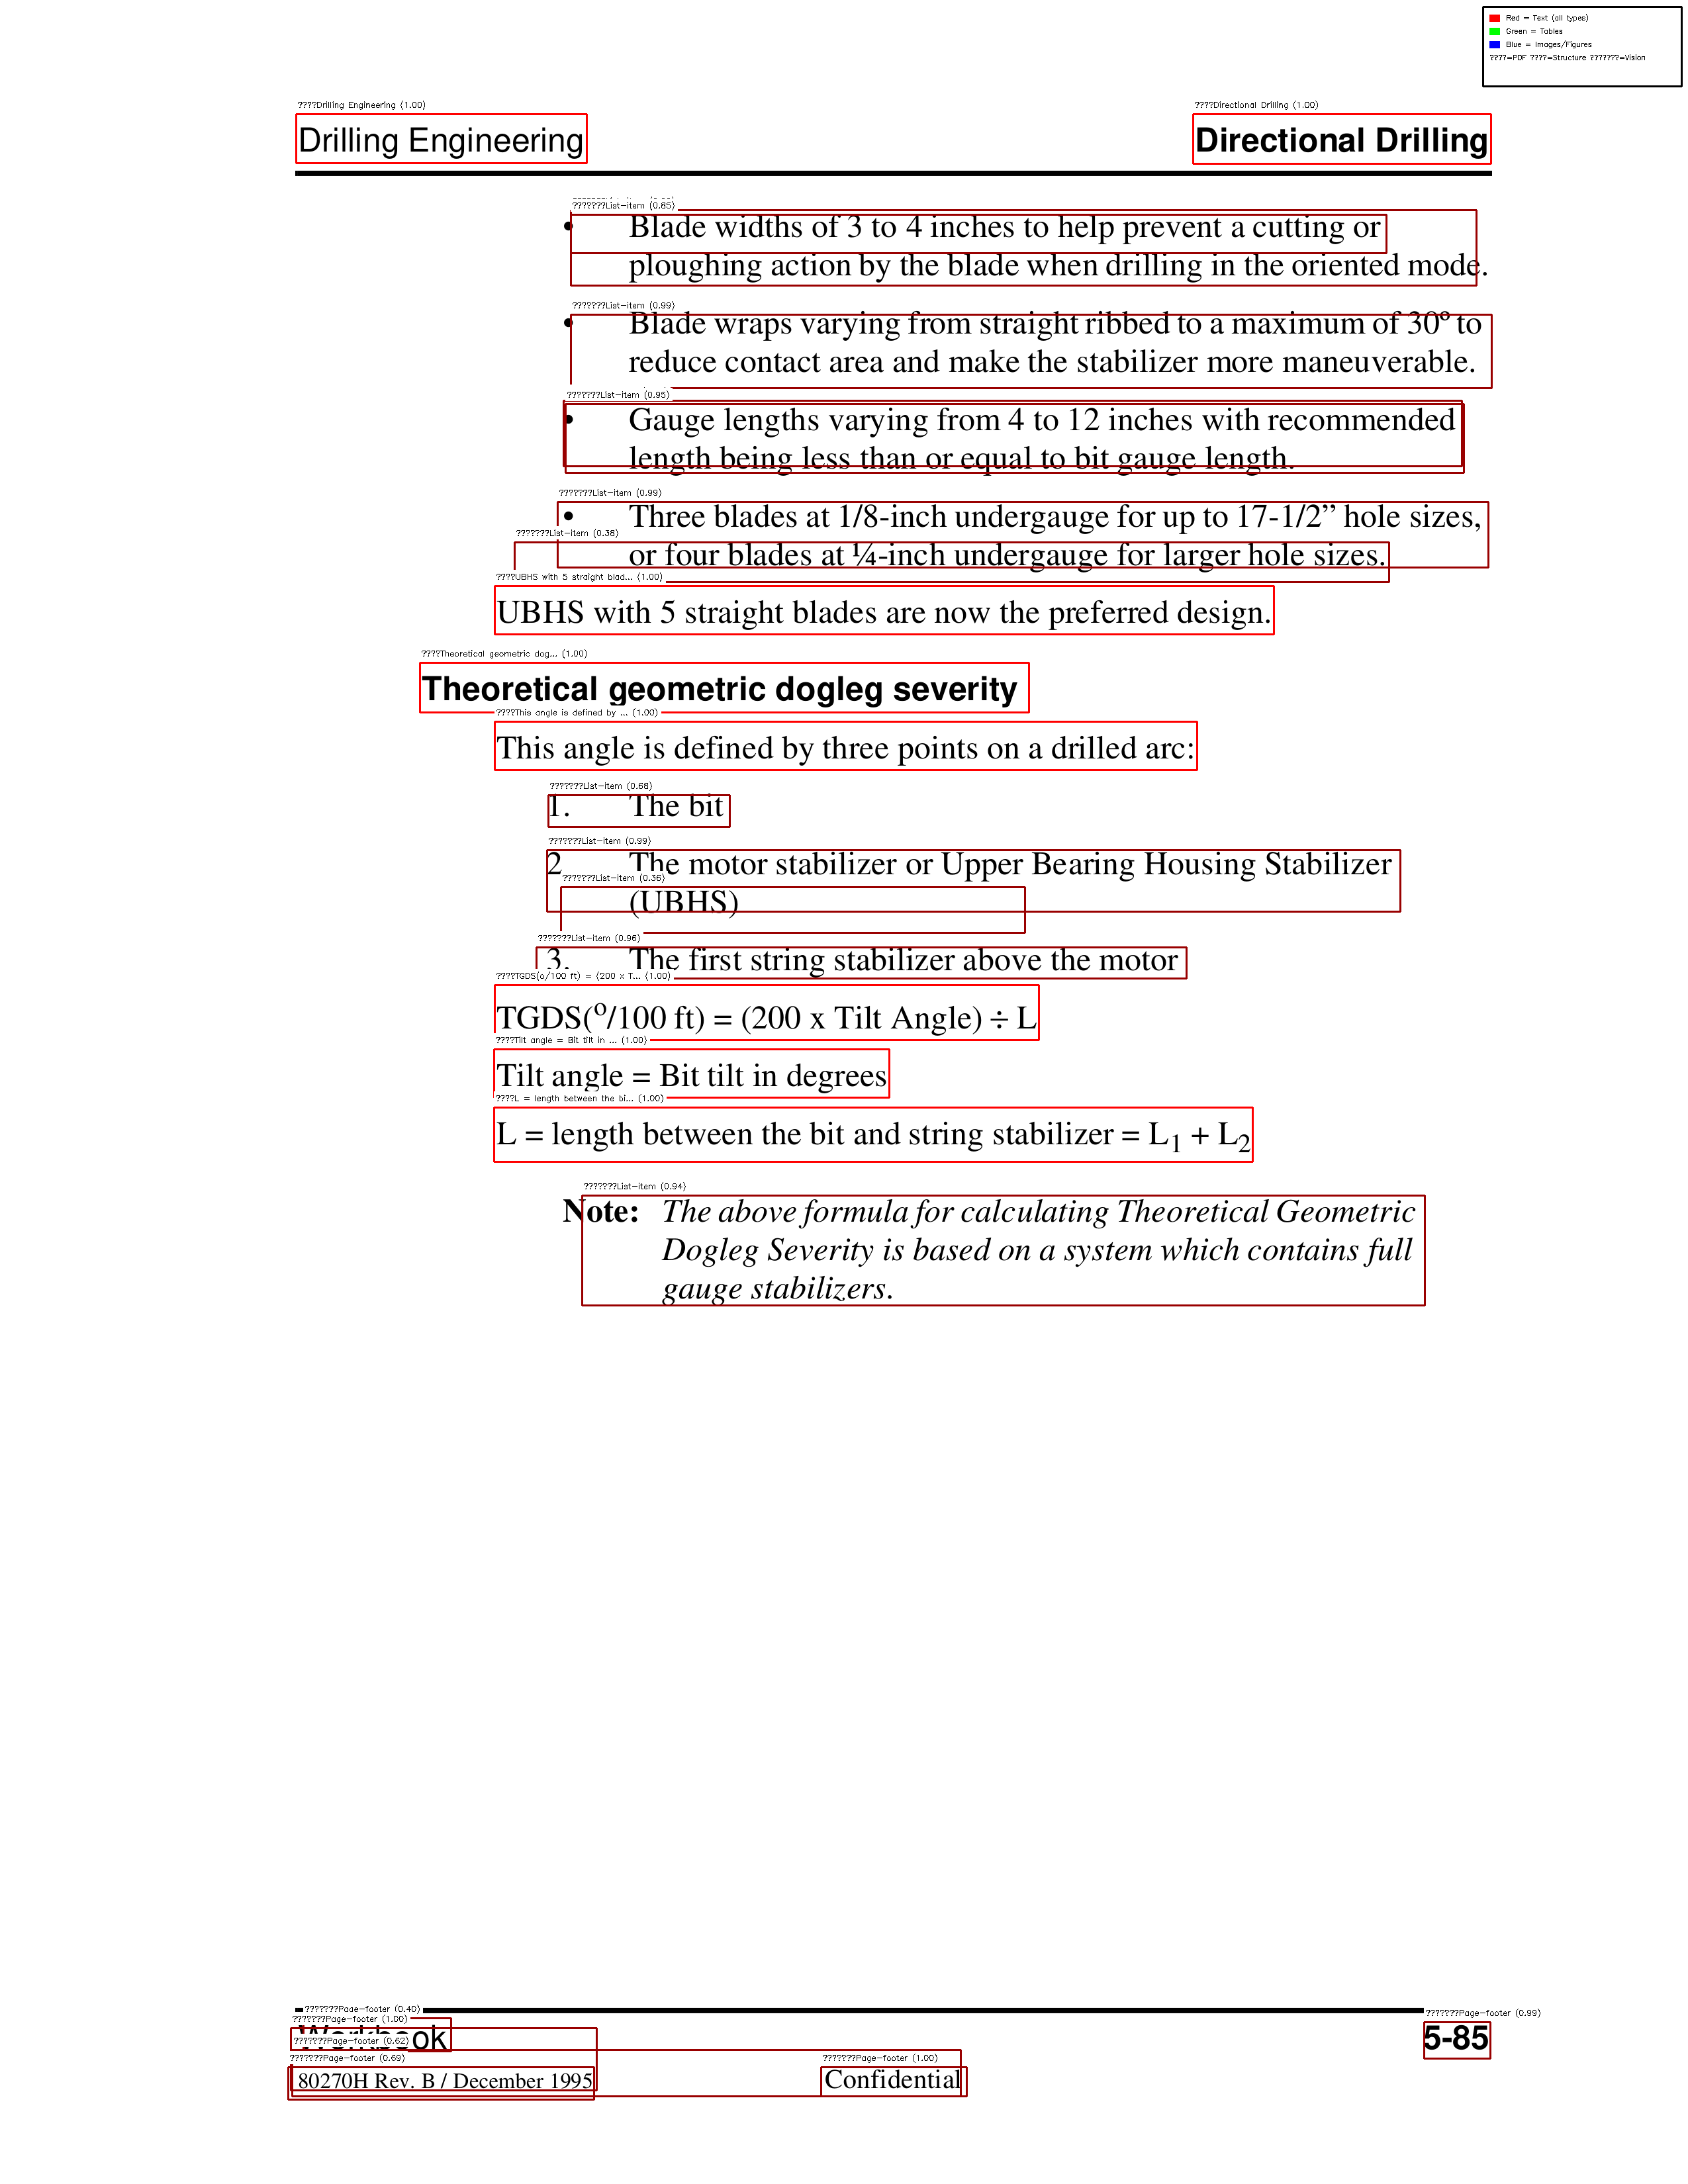 Red = Text (all types)
Green = Tables
Blue = Images/Figures
????=PDF ????=Structure ???????=Vision
????Drilling Engineering (1.00)
????Directional Drilling (1.00)
Drilling Engineering
Directional Drilling
???????List-item (0.85)
• Blade widths of 3 to 4 inches to help prevent a cutting or
ploughing action by the blade when drilling in the oriented mode.
???????List-item (0.99)
• Blade wraps varying from straight ribbed to a maximum of 30º to
reduce contact area and make the stabilizer more maneuverable.
???????List-item (0.95)
• Gauge lengths varying from 4 to 12 inches with recommended
length being less than or equal to bit gauge length.
???????List-item (0.99)
• Three blades at 1/8-inch undergauge for up to 17-1/2” hole sizes,
???????List-item (0.38)
or four blades at ¼-inch undergauge for larger hole sizes.
????UBHS with 5 straight blad... (1.00)
UBHS with 5 straight blades are now the preferred design.
????Theoretical geometric dog... (1.00)
Theoretical geometric dogleg severity
????This angle is defined by ... (1.00)
This angle is defined by three points on a drilled arc:
???????List-item (0.68)
1. The bit
???????List-item (0.99)
2 The motor stabilizer or Upper Bearing Housing Stabilizer
???????List-item (0.36)
(UBHS)
???????List-item (0.96)
3. The first string stabilizer above the motor
????TGDS(o/100 ft) = (200 x T... (1.00)
TGDS(o/100 ft) = (200 x Tilt Angle) ÷ L
????Tilt angle = Bit tilt in ... (1.00)
Tilt angle = Bit tilt in degrees
????L = length between the bi... (1.00)
L = length between the bit and string stabilizer = L1 + L2
???????List-item (0.94)
Note: The above formula for calculating Theoretical Geometric
Dogleg Severity is based on a system which contains full
gauge stabilizers.
???????Page-footer (0.40)
???????Page-footer (0.99)
???????Page-footer (1.00)
Workbook
5-85
???????Page-footer (0.62)
???????Page-footer (0.69)
???????Page-footer (1.00)
80270H Rev. B / December 1995
Confidential